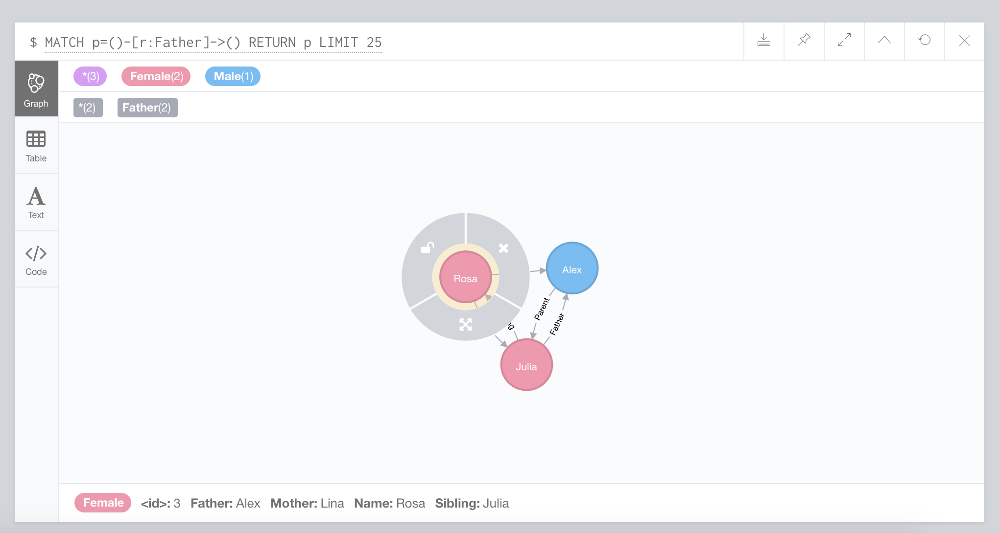 $ MATCH p=()-[r:Father]->() RETURN p LIMIT 25
*(3) Female(2) Male(1)
*(2) Father(2)
Graph
Table
Text
Code
Rosa
Alex
Parent
Father
Julia
Female <id>: 3 Father: Alex Mother: Lina Name: Rosa Sibling: Julia